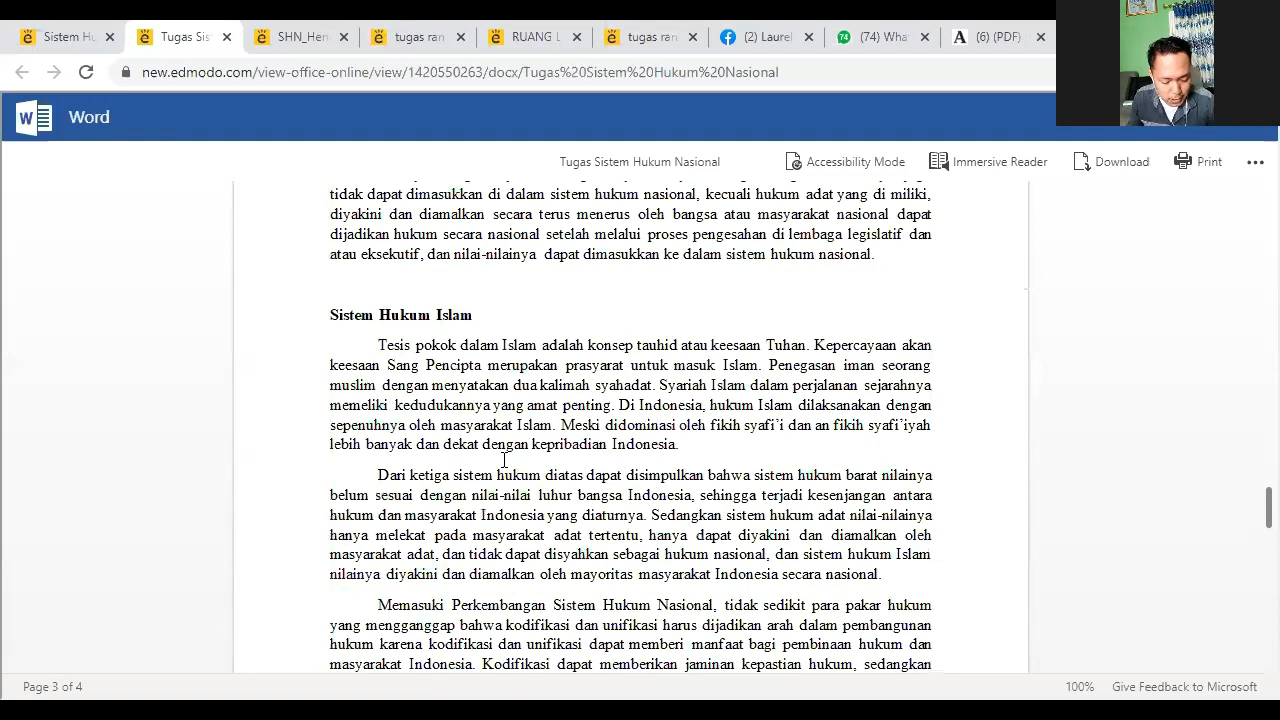 Sistem Hu
Tugas Sis
SHN_Hen
tugas ran
RUANG L
tugas ran
(2) Laurel
(74) Wha
(6) (PDF)
new.edmodo.com/view-office-online/view/1420550263/docx/Tugas%20Sistem%20Hukum%20Nasional
Word
Tugas Sistem Hukum Nasional
Accessibility Mode
Immersive Reader
Download
Print
tidak dapat dimasukkan di dalam sistem hukum nasional, kecuali hukum adat yang di miliki,
diyakini dan diamalkan secara terus menerus oleh bangsa atau masyarakat nasional dapat
dijadikan hukum secara nasional setelah melalui proses pengesahan di lembaga legislatif dan
atau eksekutif, dan nilai-nilainya dapat dimasukkan ke dalam sistem hukum nasional.
Sistem Hukum Islam
Tesis pokok dalam Islam adalah konsep tauhid atau keesaan Tuhan. Kepercayaan akan
keesaan Sang Pencipta merupakan prasyarat untuk masuk Islam. Penegasan iman seorang
muslim dengan menyatakan dua kalimah syahadat. Syariah Islam dalam perjalanan sejarahnya
memeliki kedudukannya yang amat penting. Di Indonesia, hukum Islam dilaksanakan dengan
sepenuhnya oleh masyarakat Islam. Meski didominasi oleh fikih syafi'i dan an fikih syafi'iyah
lebih banyak dan dekat dengan kepribadian Indonesia.
Dari ketiga sistem hukum diatas dapat disimpulkan bahwa sistem hukum barat nilainya
belum sesuai dengan nilai-nilai luhur bangsa Indonesia, sehingga terjadi kesenjangan antara
hukum dan masyarakat Indonesia yang diaturnya. Sedangkan sistem hukum adat nilai-nilainya
hanya melekat pada masyarakat adat tertentu, hanya dapat diyakini dan diamalkan oleh
masyarakat adat, dan tidak dapat disyahkan sebagai hukum nasional, dan sistem hukum Islam
nilainya diyakini dan diamalkan oleh mayoritas masyarakat Indonesia secara nasional.
Memasuki Perkembangan Sistem Hukum Nasional, tidak sedikit para pakar hukum
yang mengganggap bahwa kodifikasi dan unifikasi harus dijadikan arah dalam pembangunan
hukum karena kodifikasi dan unifikasi dapat memberi manfaat bagi pembinaan hukum dan
masyarakat Indonesia. Kodifikasi dapat memberikan jaminan kepastian hukum, sedangkan
Page 3 of 4
100%
Give Feedback to Microsoft